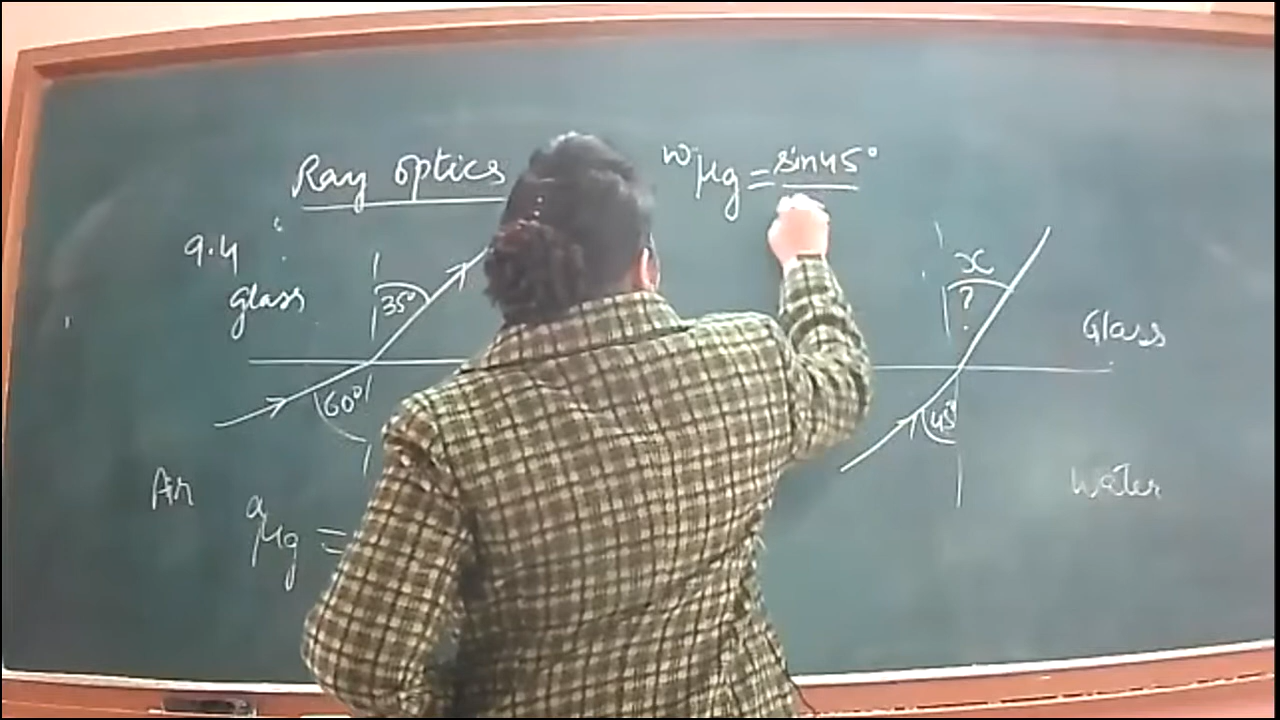 Ray optics
9.4
glass
35°
60°
Air
aμg =
wμg = sin45°
x
?
Glass
45°
Water